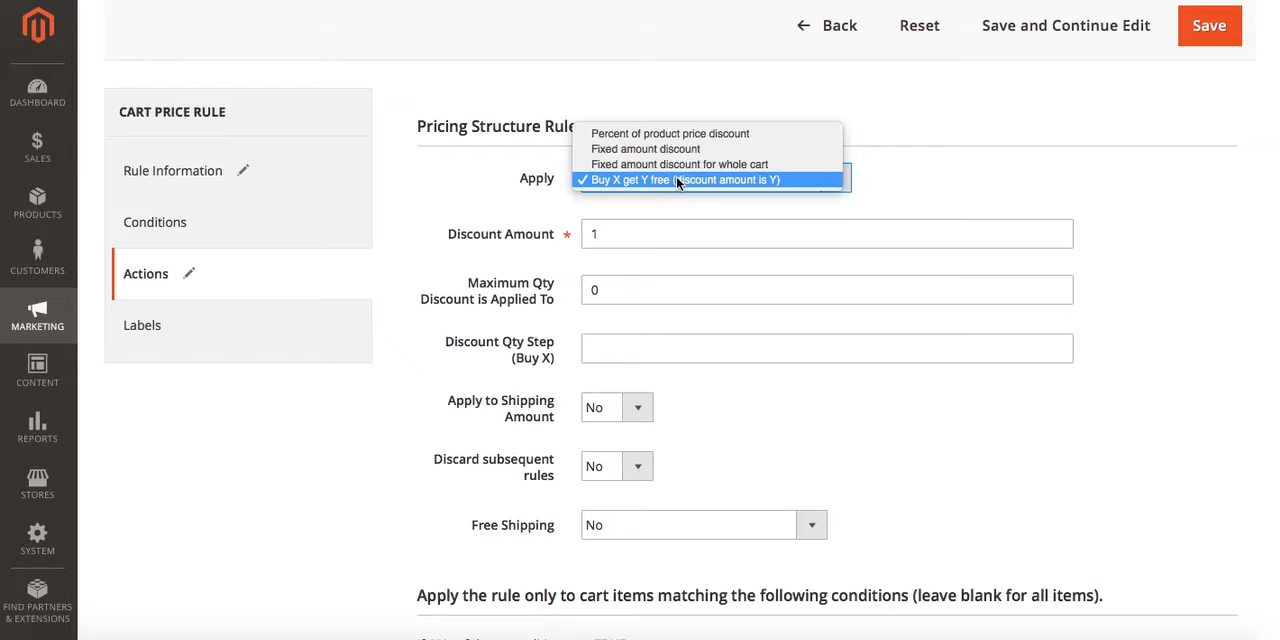 ← Back
Reset
Save and Continue Edit
Save
DASHBOARD
SALES
PRODUCTS
CUSTOMERS
MARKETING
CONTENT
REPORTS
STORES
SYSTEM
FIND PARTNERS
& EXTENSIONS
CART PRICE RULE
Rule Information
Conditions
Actions
Labels
Pricing Structure Rule
Percent of product price discount
Fixed amount discount
Fixed amount discount for whole cart
Apply
✓ Buy X get Y free (discount amount is Y)
Discount Amount * 1
Maximum Qty
Discount is Applied To
0
Discount Qty Step
(Buy X)
Apply to Shipping
Amount
No
Discard subsequent
rules
No
Free Shipping
No
Apply the rule only to cart items matching the following conditions (leave blank for all items).